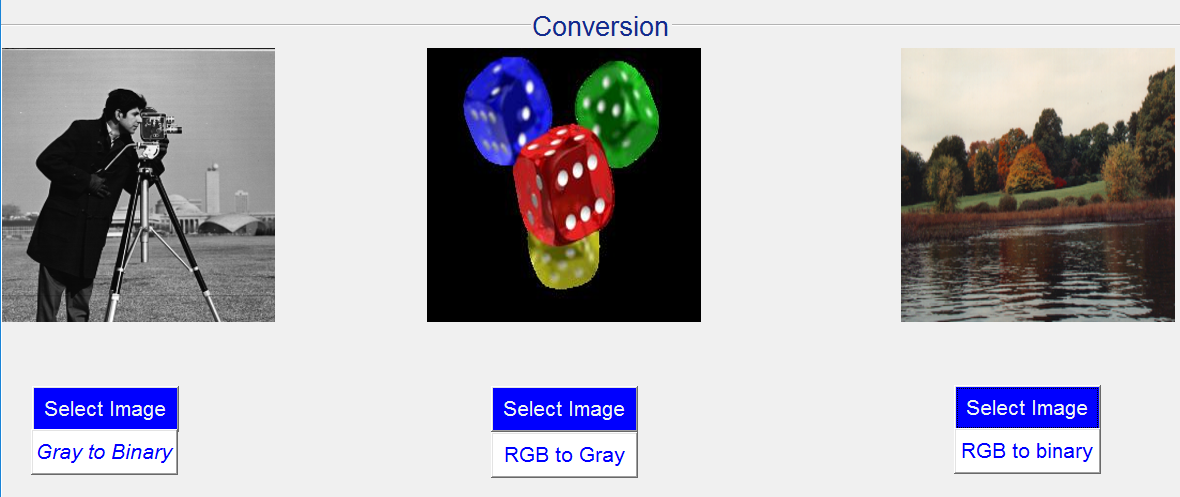 Conversion
Select Image
Gray to Binary
Select Image
RGB to Gray
Select Image
RGB to binary